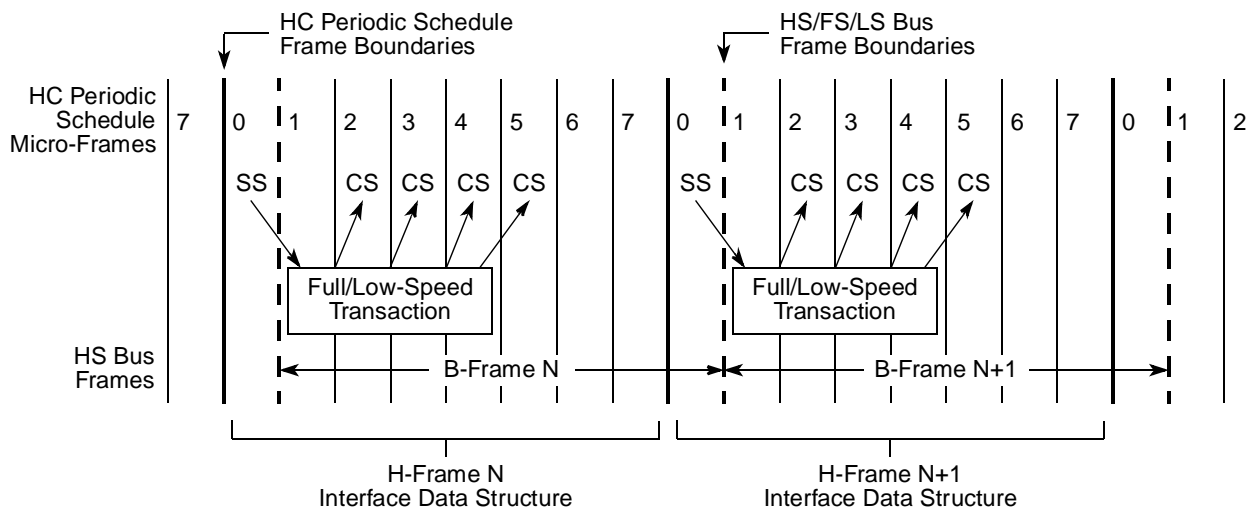 HC Periodic Schedule
Frame Boundaries
HS/FS/LS Bus
Frame Boundaries
HC Periodic
Schedule
Micro-Frames
7 0 1 2 3 4 5 6 7 0 1 2 3 4 5 6 7 0 1 2
SS CS CS CS CS SS CS CS CS CS
Full/Low-Speed
Transaction
Full/Low-Speed
Transaction
HS Bus
Frames
B-Frame N
B-Frame N+1
H-Frame N
Interface Data Structure
H-Frame N+1
Interface Data Structure